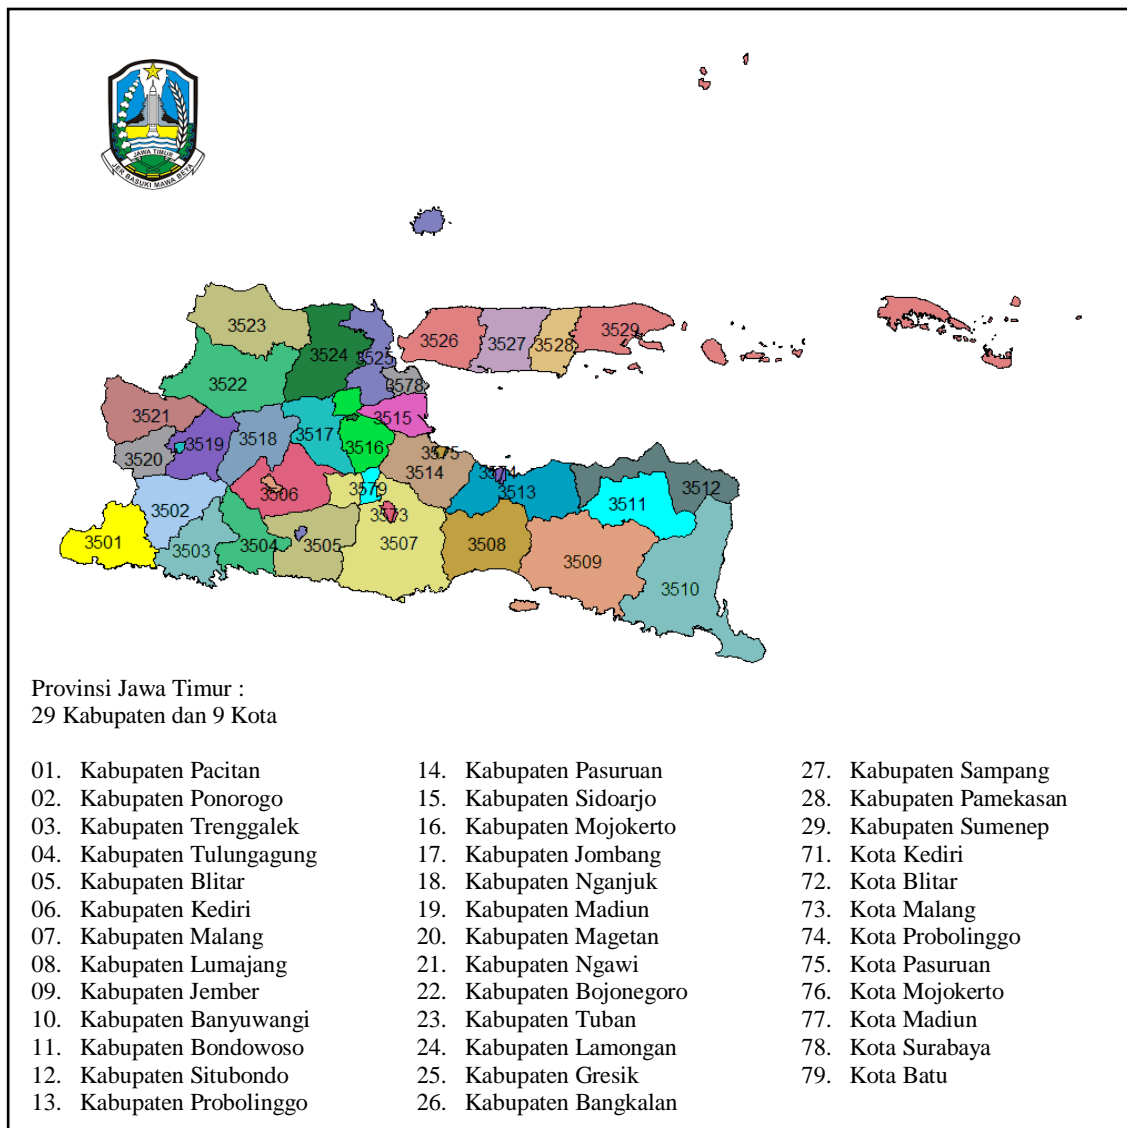 JAWA TIMUR
JER BASUKI MAWA BEYA
3523
3524
3525
3526
3527
3528
3529
3522
3578
3521
3519
3518
3517
3516
3515
3520
3514
3575
3574
3513
3512
3511
3506
3579
3573
3502
3501
3503
3504
3505
3507
3508
3509
3510
Provinsi Jawa Timur :
29 Kabupaten dan 9 Kota
01. Kabupaten Pacitan
02. Kabupaten Ponorogo
03. Kabupaten Trenggalek
04. Kabupaten Tulungagung
05. Kabupaten Blitar
06. Kabupaten Kediri
07. Kabupaten Malang
08. Kabupaten Lumajang
09. Kabupaten Jember
10. Kabupaten Banyuwangi
11. Kabupaten Bondowoso
12. Kabupaten Situbondo
13. Kabupaten Probolinggo
14. Kabupaten Pasuruan
15. Kabupaten Sidoarjo
16. Kabupaten Mojokerto
17. Kabupaten Jombang
18. Kabupaten Nganjuk
19. Kabupaten Madiun
20. Kabupaten Magetan
21. Kabupaten Ngawi
22. Kabupaten Bojonegoro
23. Kabupaten Tuban
24. Kabupaten Lamongan
25. Kabupaten Gresik
26. Kabupaten Bangkalan
27. Kabupaten Sampang
28. Kabupaten Pamekasan
29. Kabupaten Sumenep
71. Kota Kediri
72. Kota Blitar
73. Kota Malang
74. Kota Probolinggo
75. Kota Pasuruan
76. Kota Mojokerto
77. Kota Madiun
78. Kota Surabaya
79. Kota Batu